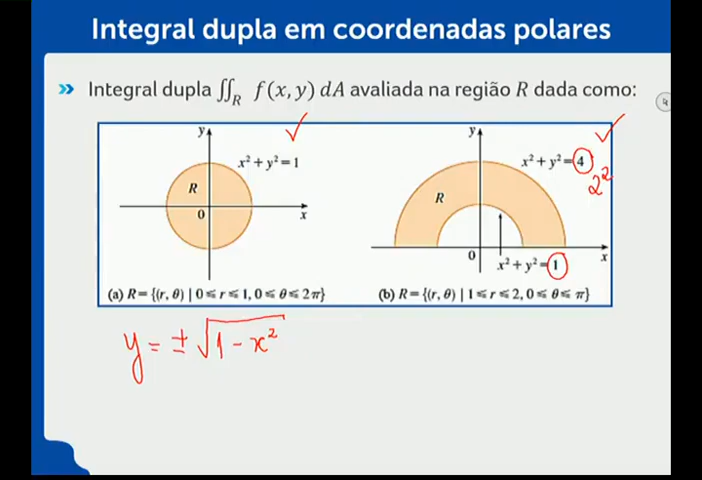 Integral dupla em coordenadas polares
» Integral dupla ∬_R f(x, y) dA avaliada na região R dada como:
y
x² + y² = 1
R
0
x
(a) R = {(r, θ) | 0 ⩽ r ⩽ 1, 0 ⩽ θ ⩽ 2π}
y
x² + y² = 4
2²
R
0
x
x² + y² = 1
(b) R = {(r, θ) | 1 ⩽ r ⩽ 2, 0 ⩽ θ ⩽ π}
y = ± √1 - x²